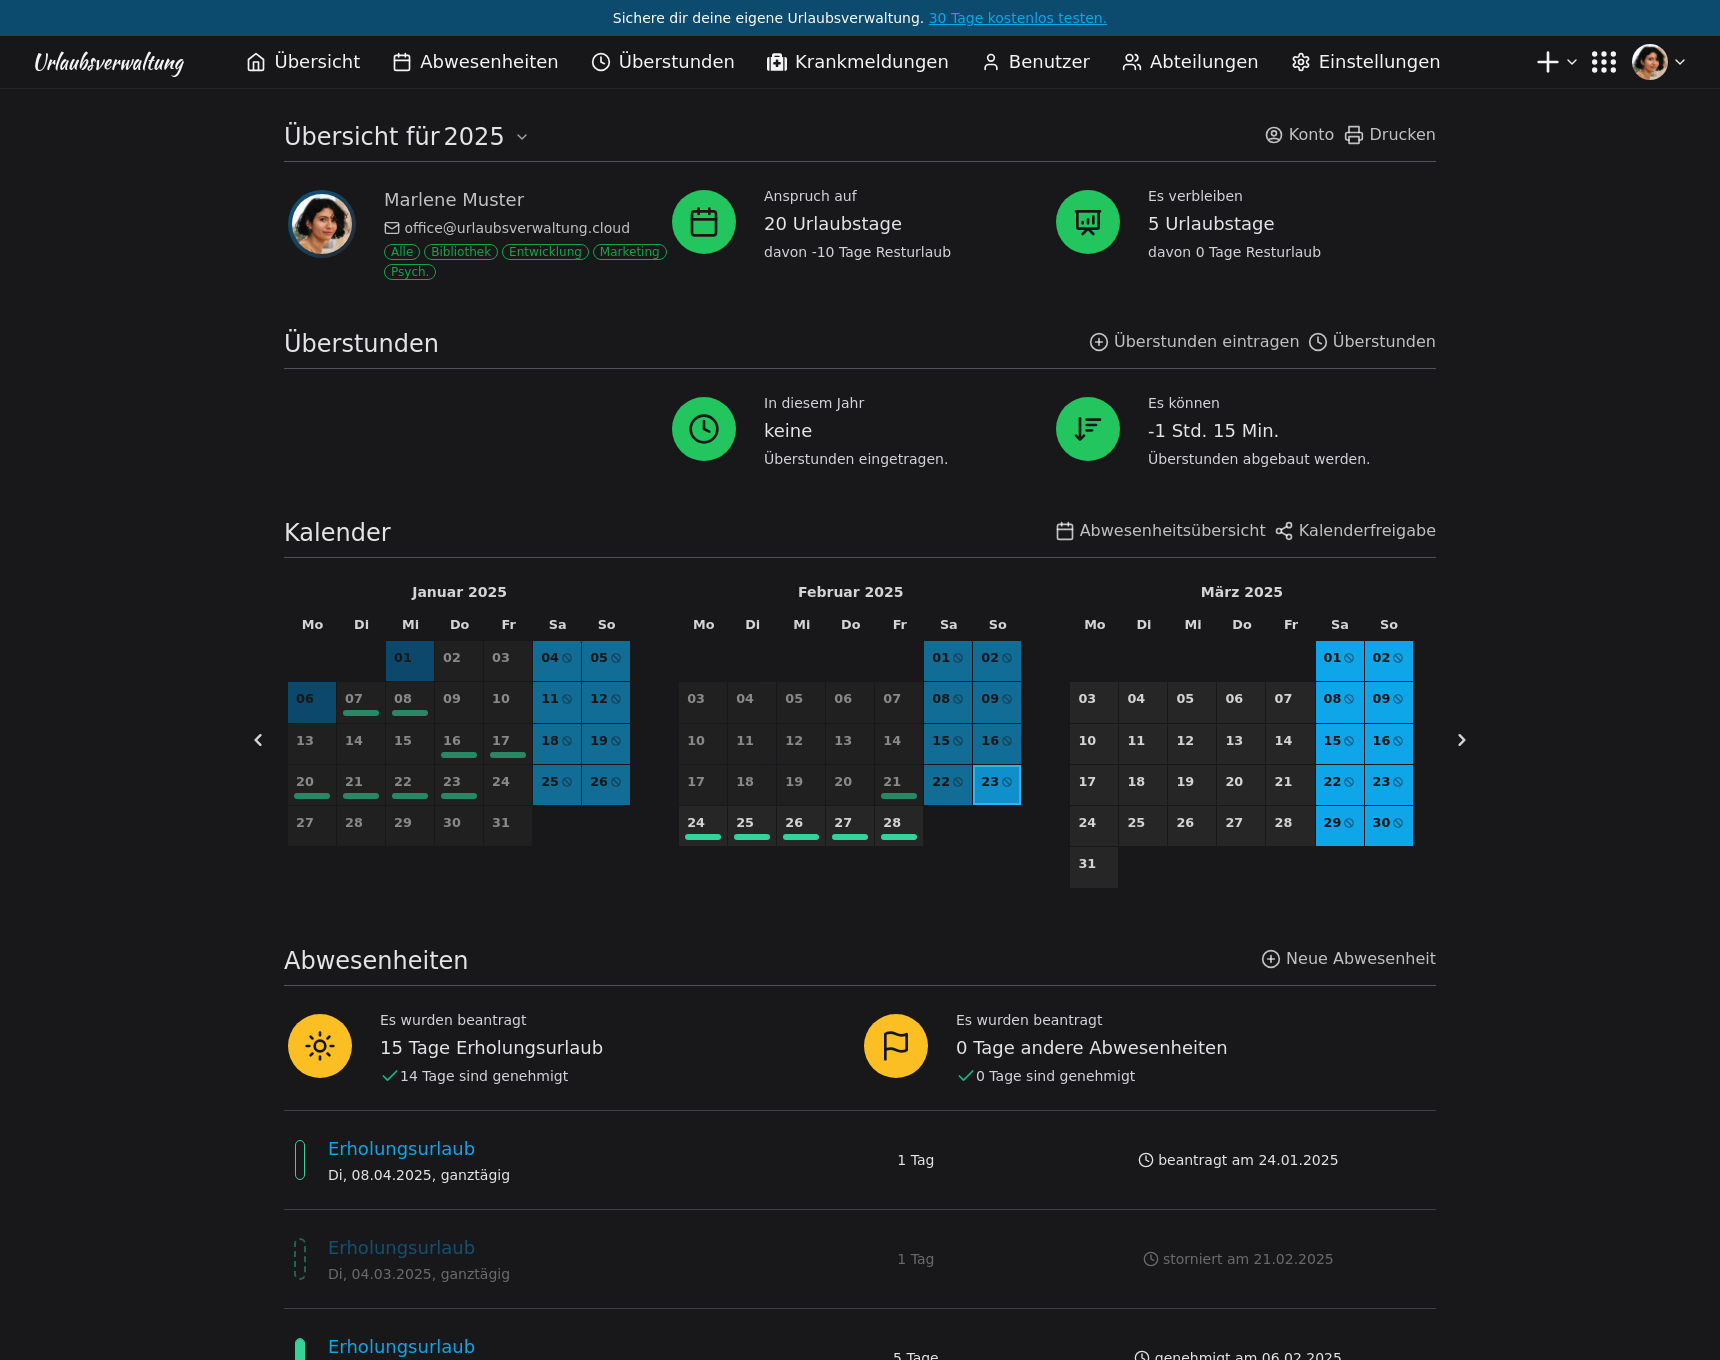 Sichere dir deine eigene Urlaubsverwaltung. 30 Tage kostenlos testen.
Urlaubsverwaltung Übersicht Abwesenheiten Überstunden Krankmeldungen Benutzer Abteilungen Einstellungen
Übersicht für 2025 Konto Drucken
Marlene Muster
office@urlaubsverwaltung.cloud
Alle Bibliothek Entwicklung Marketing
Psych.
Anspruch auf
20 Urlaubstage
davon -10 Tage Resturlaub
Es verbleiben
5 Urlaubstage
davon 0 Tage Resturlaub
Überstunden Überstunden eintragen Überstunden
In diesem Jahr
keine
Überstunden eingetragen.
Es können
-1 Std. 15 Min.
Überstunden abgebaut werden.
Kalender Abwesenheitsübersicht Kalenderfreigabe
Januar 2025
Mo Di Mi Do Fr Sa So
01 02 03 04 05
06 07 08 09 10 11 12
13 14 15 16 17 18 19
20 21 22 23 24 25 26
27 28 29 30 31
Februar 2025
Mo Di Mi Do Fr Sa So
01 02
03 04 05 06 07 08 09
10 11 12 13 14 15 16
17 18 19 20 21 22 23
24 25 26 27 28
März 2025
Mo Di Mi Do Fr Sa So
01 02
03 04 05 06 07 08 09
10 11 12 13 14 15 16
17 18 19 20 21 22 23
24 25 26 27 28 29 30
31
Abwesenheiten Neue Abwesenheit
Es wurden beantragt
15 Tage Erholungsurlaub
14 Tage sind genehmigt
Es wurden beantragt
0 Tage andere Abwesenheiten
0 Tage sind genehmigt
Erholungsurlaub
Di, 08.04.2025, ganztägig
1 Tag
beantragt am 24.01.2025
Erholungsurlaub
Di, 04.03.2025, ganztägig
1 Tag
storniert am 21.02.2025
Erholungsurlaub
5 Tage
genehmigt am 06.02.2025